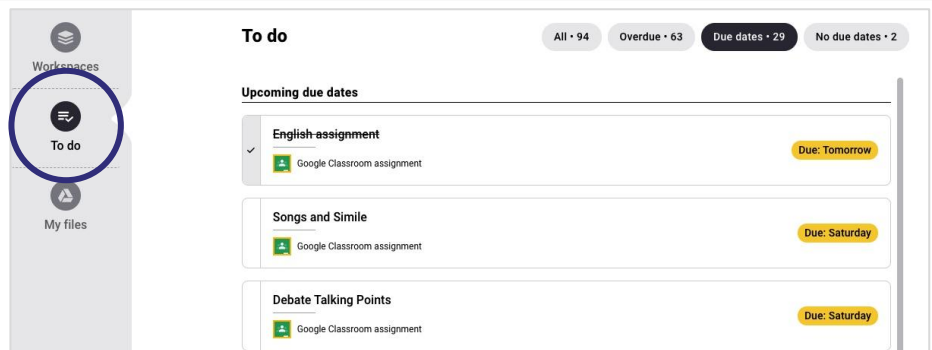 Workspaces
To do
My files
To do
All • 94 Overdue • 63 Due dates • 29 No due dates • 2
Upcoming due dates
English assignment
Google Classroom assignment
Due: Tomorrow
Songs and Simile
Google Classroom assignment
Due: Saturday
Debate Talking Points
Google Classroom assignment
Due: Saturday